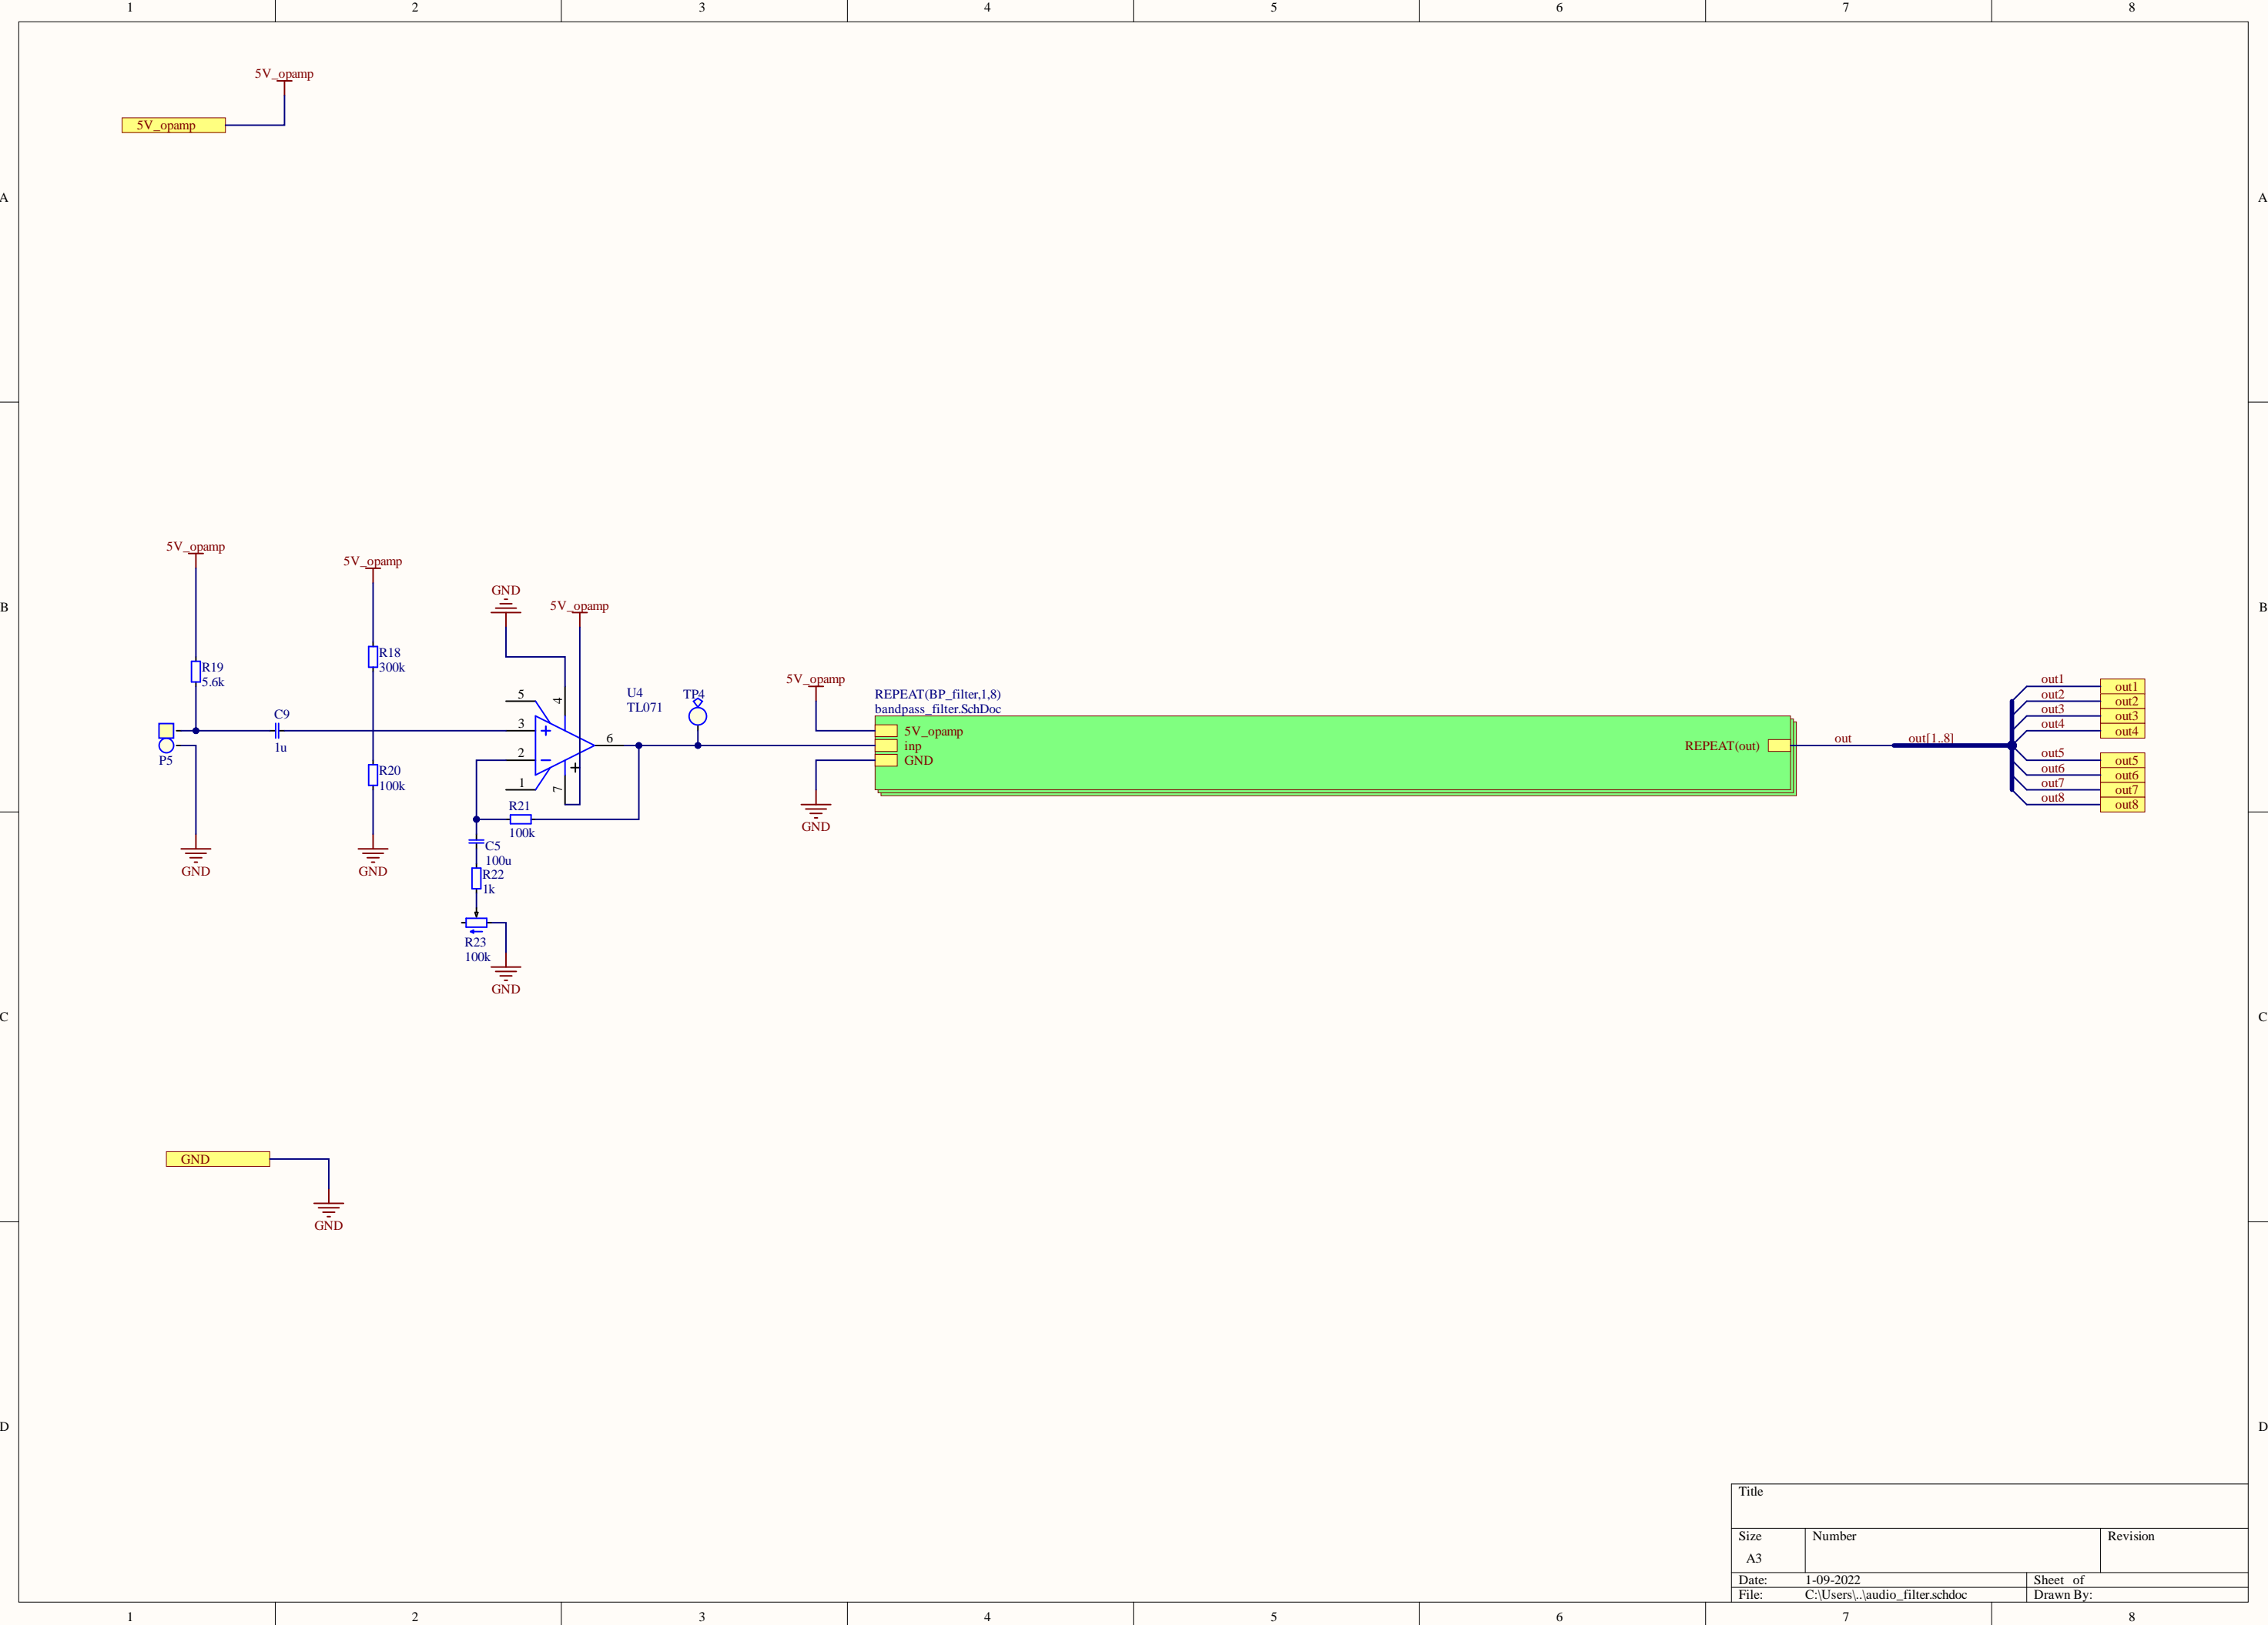 1 2 3 4 5 6 7 8
5V_opamp
5V_opamp
A A
5V_opamp
5V_opamp
GND
5V_opamp
B B
R18
300k
R19
5.6k
5V_opamp
out1 out1
U4
TL071
TP4
REPEAT(BP_filter,1,8)
bandpass_filter.SchDoc
5
4
out2 out2
out3 out3
C9
1u
3
+
out4 out4
5V_opamp
inp
GND
6
REPEAT(out)
out
out[1..8]
P5
2
−
+
out5 out5
R20
100k
out6 out6
1
7
out7 out7
out8 out8
R21
100k
GND
C5
100u
GND
GND
R22
1k
R23
100k
GND
C C
GND
GND
D D
Title
Size Number Revision
A3
Date: 1-09-2022 Sheet of
File: C:\Users\..\audio_filter.schdoc Drawn By:
1 2 3 4 5 6 7 8